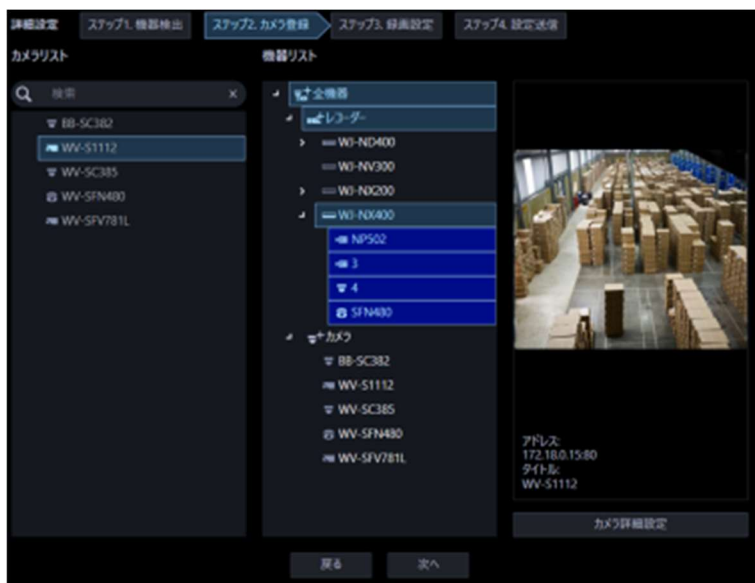 詳細設定
ステップ1. 機器検出
ステップ2. カメラ登録
ステップ3. 録画設定
ステップ4. 設定送信
カメラリスト
検索
x
BB-SC382
WV-S1112
WV-SC385
WV-SFN480
WV-SFV781L
機器リスト
全機器
レコーダー
WJ-ND400
WJ-NV300
WJ-NX200
WJ-NX400
NP502
3
4
SFN480
カメラ
BB-SC382
WV-S1112
WV-SC385
WV-SFN480
WV-SFV781L
アドレス:
172.18.0.15:80
タイトル:
WV-S1112
カメラ詳細設定
戻る
次へ